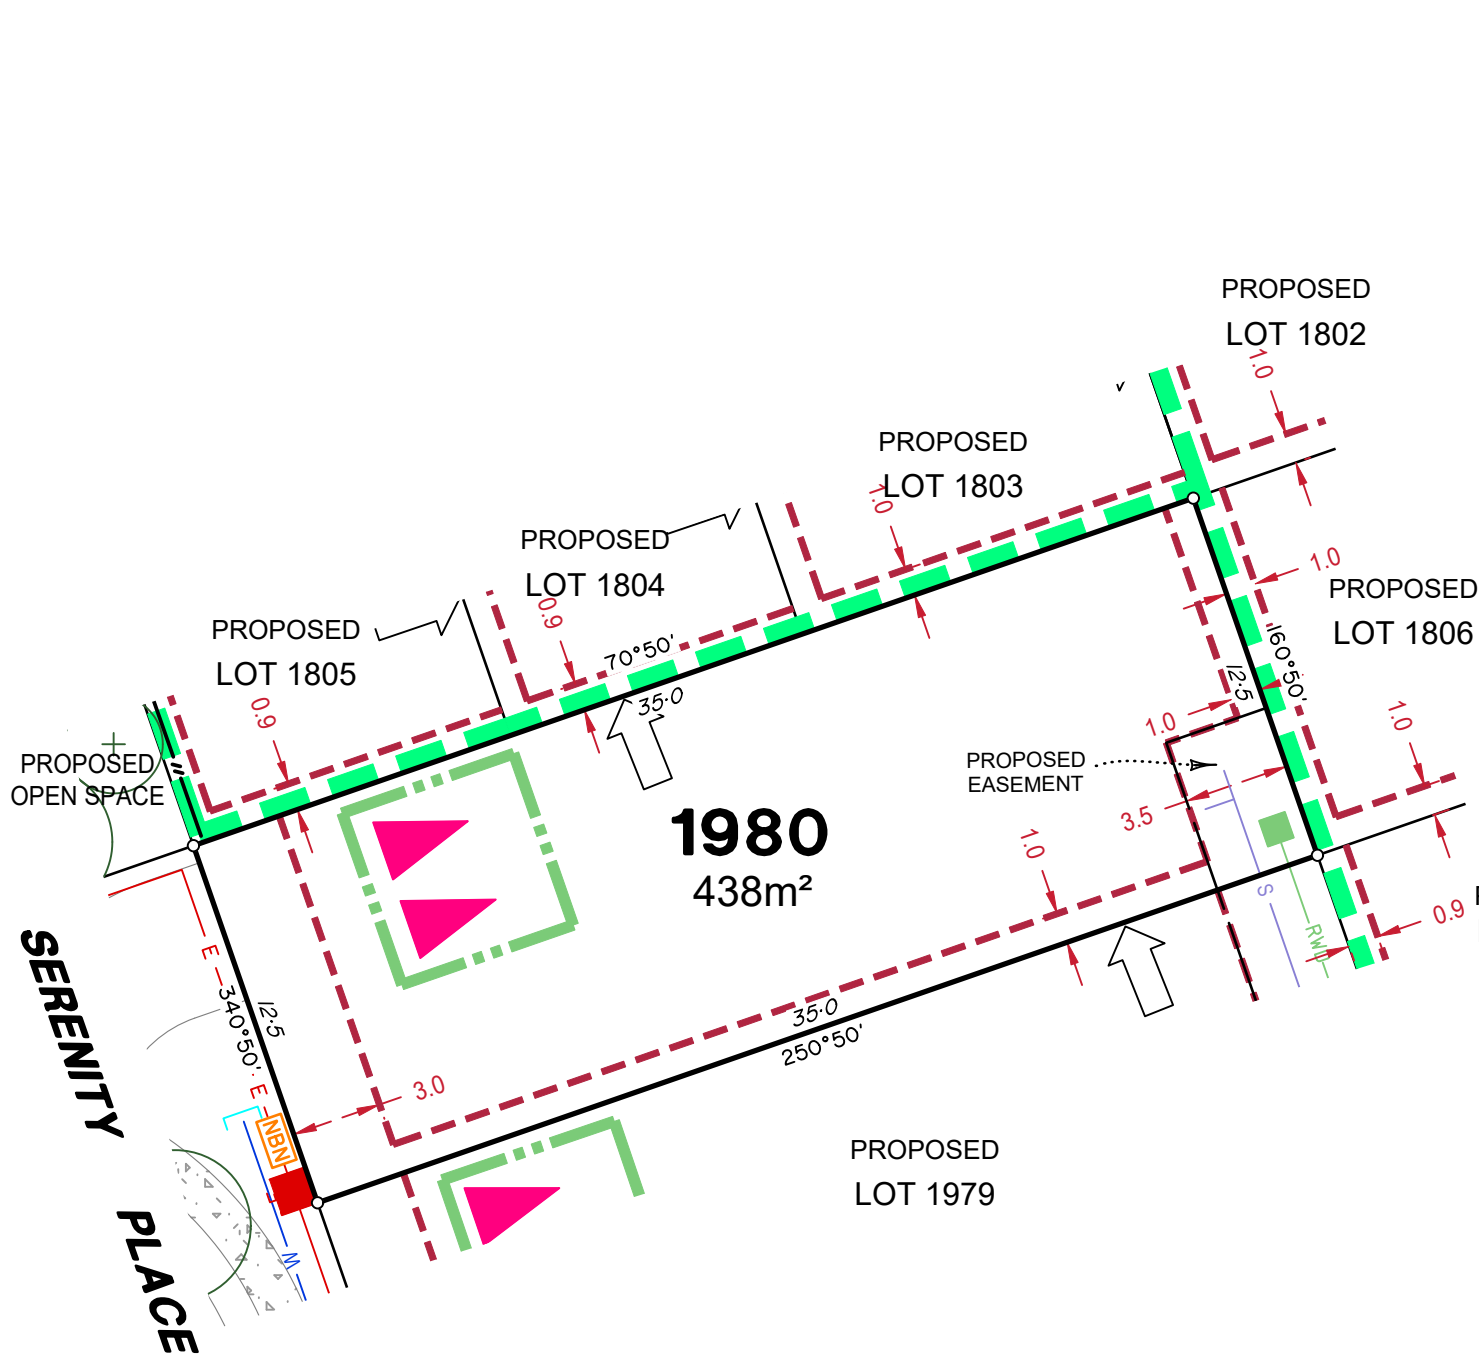 PROPOSED
LOT 1802
1.0
PROPOSED
LOT 1803
1.0
PROPOSED
LOT 1804
0.9
PROPOSED
LOT 1805
0.9
1.0
PROPOSED
LOT 1806
70°50'
35·0
160°50'
12·5
1.0
1.0
PROPOSED
OPEN SPACE
PROPOSED
EASEMENT
3.5
1.0
1980
438m²
S
RWD
0.9
SERENITY
PLACE
E
340°50'
12·5
E
3.0
NBN
W
35·0
250°50'
PROPOSED
LOT 1979